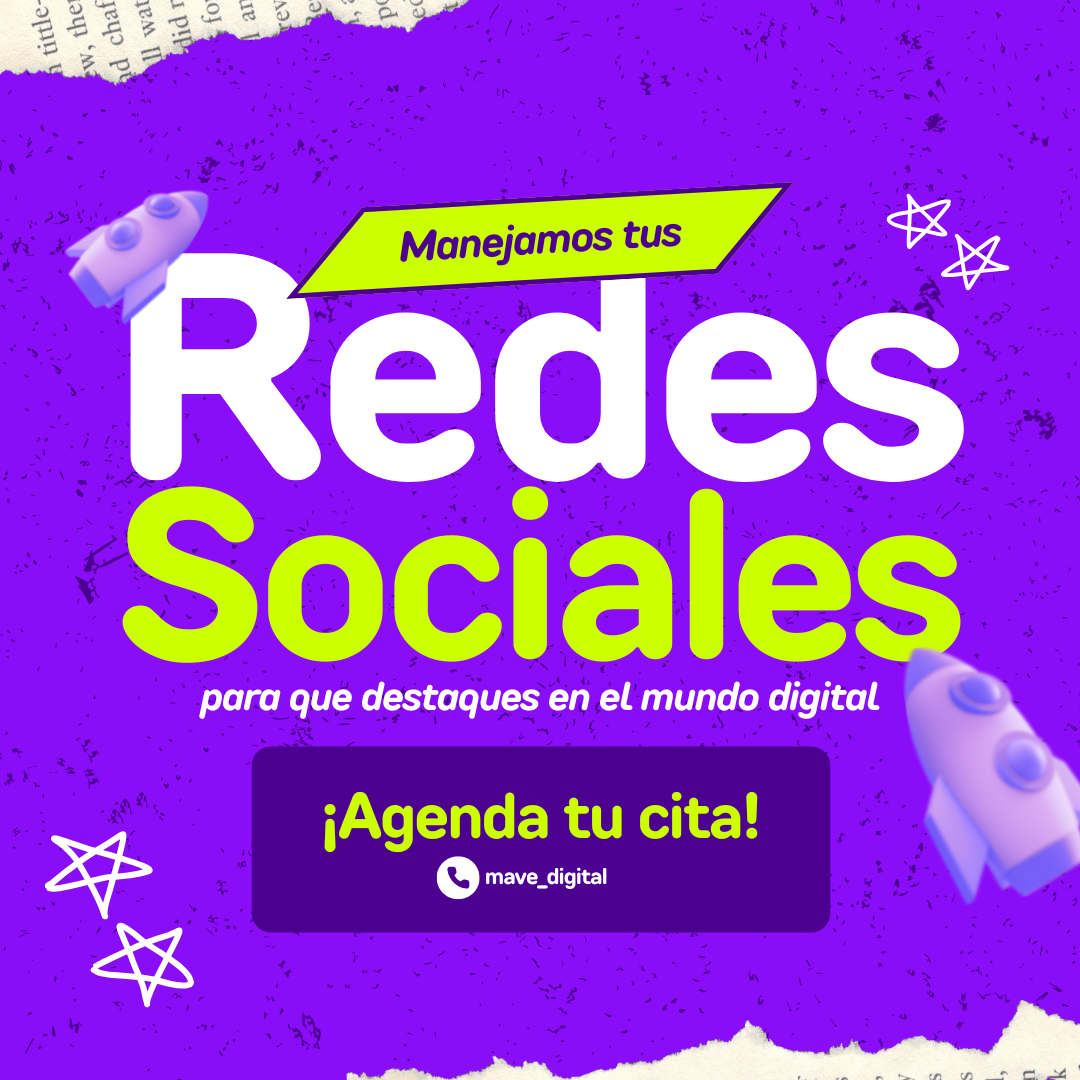 Manejamos tus
Redes
Sociales
para que destaques en el mundo digital
¡Agenda tu cita!
mave_digital